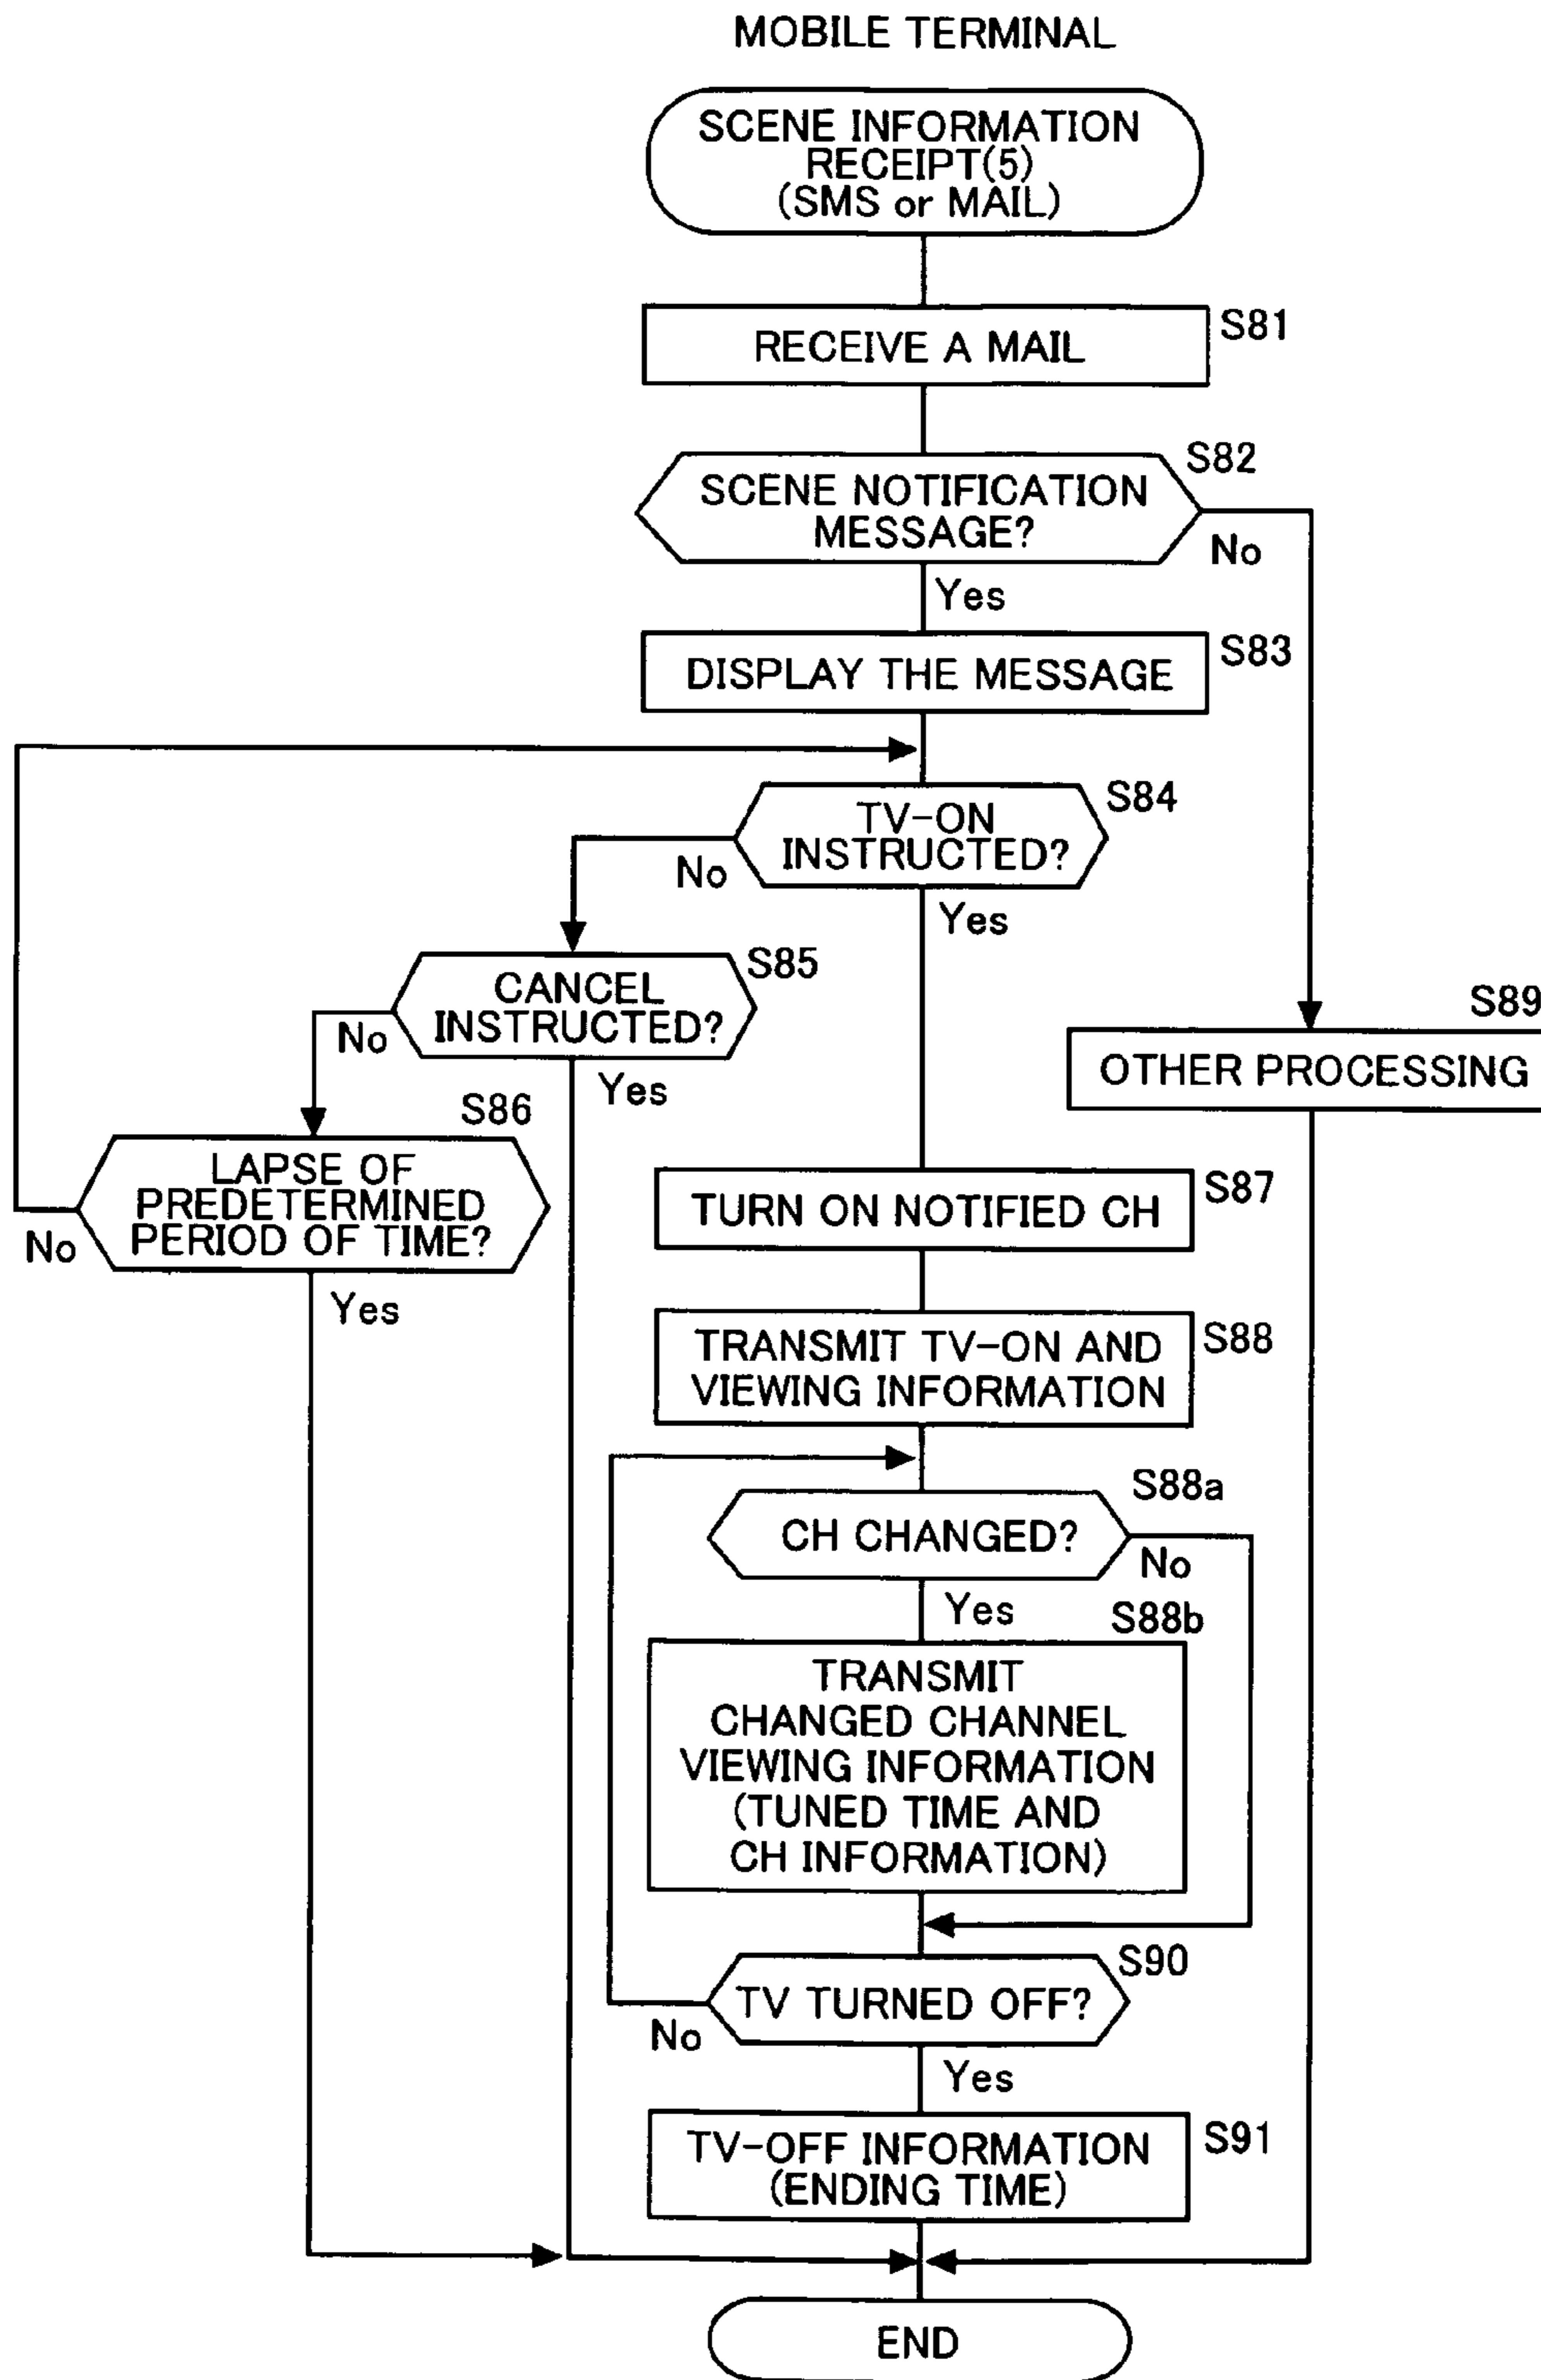 MOBILE TERMINAL
SCENE INFORMATION
RECEIPT(5)
(SMS or MAIL)
S81
RECEIVE A MAIL
S82
SCENE NOTIFICATION
MESSAGE?
No
Yes
S83
DISPLAY THE MESSAGE
S84
TV-ON
INSTRUCTED?
No
Yes
S85
CANCEL
INSTRUCTED?
No
Yes
S89
OTHER PROCESSING
S86
LAPSE OF
PREDETERMINED
PERIOD OF TIME?
No
Yes
S87
TURN ON NOTIFIED CH
S88
TRANSMIT TV-ON AND
VIEWING INFORMATION
S88a
CH CHANGED?
No
Yes
S88b
TRANSMIT
CHANGED CHANNEL
VIEWING INFORMATION
(TUNED TIME AND
CH INFORMATION)
S90
TV TURNED OFF?
No
Yes
S91
TV-OFF INFORMATION
(ENDING TIME)
END